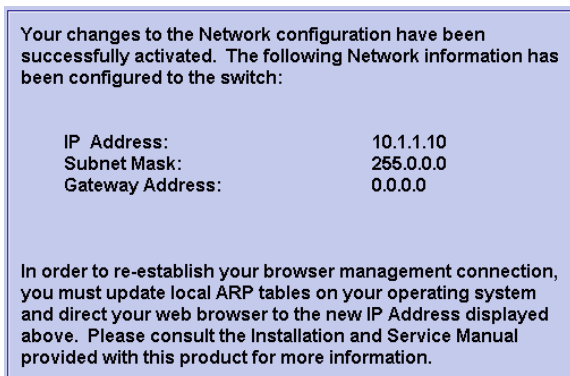 Your changes to the Network configuration have been
successfully activated. The following Network information has
been configured to the switch:
IP Address: 10.1.1.10
Subnet Mask: 255.0.0.0
Gateway Address: 0.0.0.0
In order to re-establish your browser management connection,
you must update local ARP tables on your operating system
and direct your web browser to the new IP Address displayed
above. Please consult the Installation and Service Manual
provided with this product for more information.